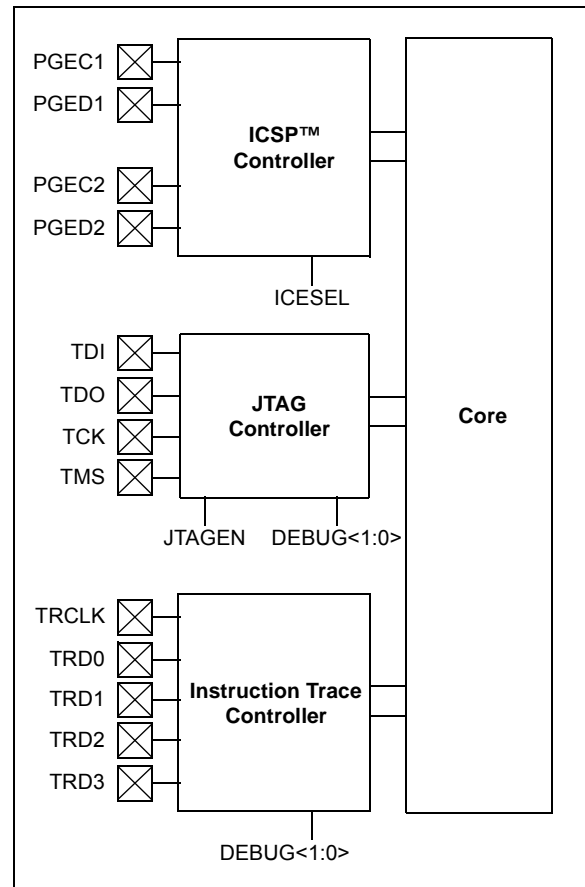 PGEC1
PGED1
ICSP™
Controller
PGEC2
PGED2
ICESEL
TDI
TDO
TCK
TMS
JTAG
Controller
Core
JTAGEN DEBUG<1:0>
TRCLK
TRD0
TRD1
TRD2
TRD3
Instruction Trace
Controller
DEBUG<1:0>